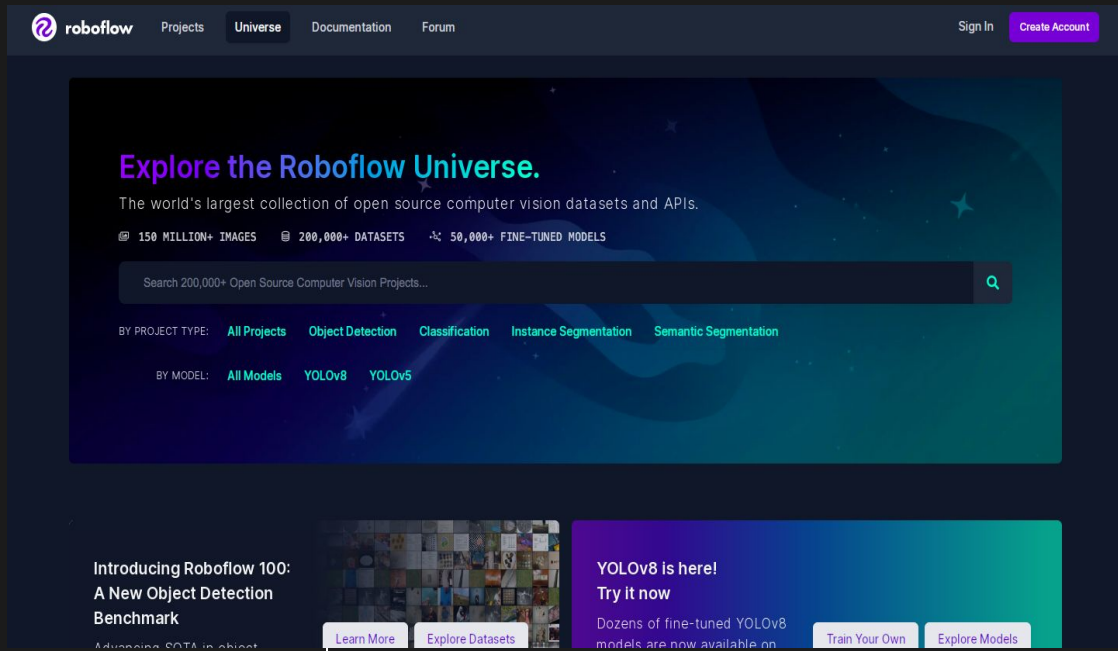 roboflow Projects Universe Documentation Forum Sign In Create Account
Explore the Roboflow Universe.
The world's largest collection of open source computer vision datasets and APIs.
150 MILLION+ IMAGES 200,000+ DATASETS 50,000+ FINE-TUNED MODELS
Search 200,000+ Open Source Computer Vision Projects...
BY PROJECT TYPE: All Projects Object Detection Classification Instance Segmentation Semantic Segmentation
BY MODEL: All Models YOLOv8 YOLOv5
Introducing Roboflow 100:
A New Object Detection
Benchmark
Advancing SOTA in object
Learn More Explore Datasets
YOLOv8 is here!
Try it now
Dozens of fine-tuned YOLOv8
models are now available on
Train Your Own Explore Models